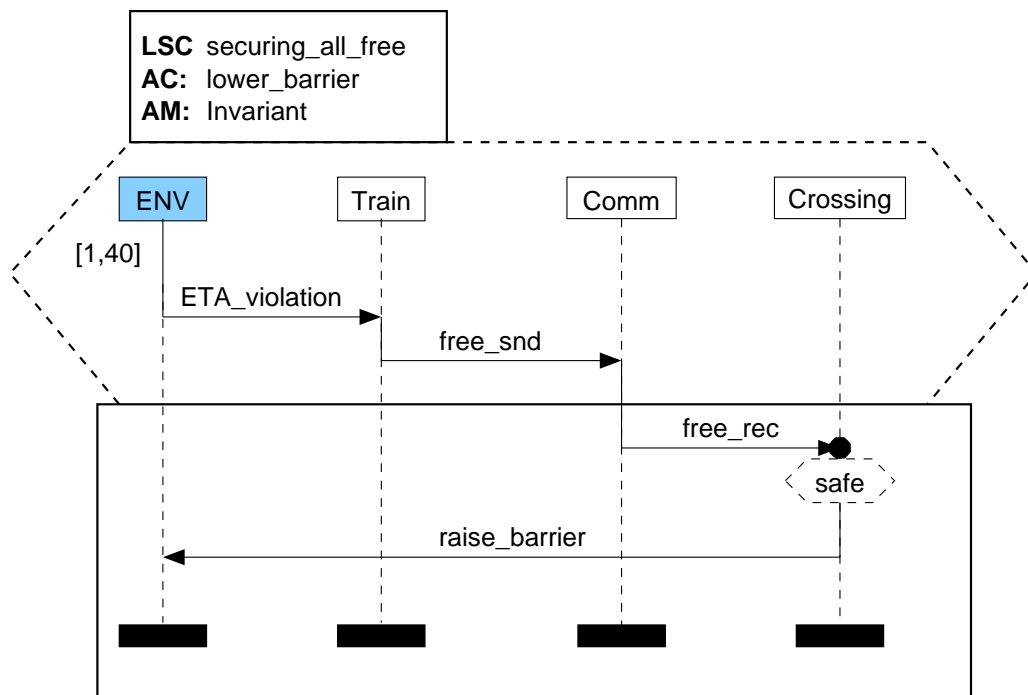 LSC securing_all_free
AC: lower_barrier
AM: Invariant
ENV Train Comm Crossing
[1,40]
ETA_violation
free_snd
free_rec
safe
raise_barrier